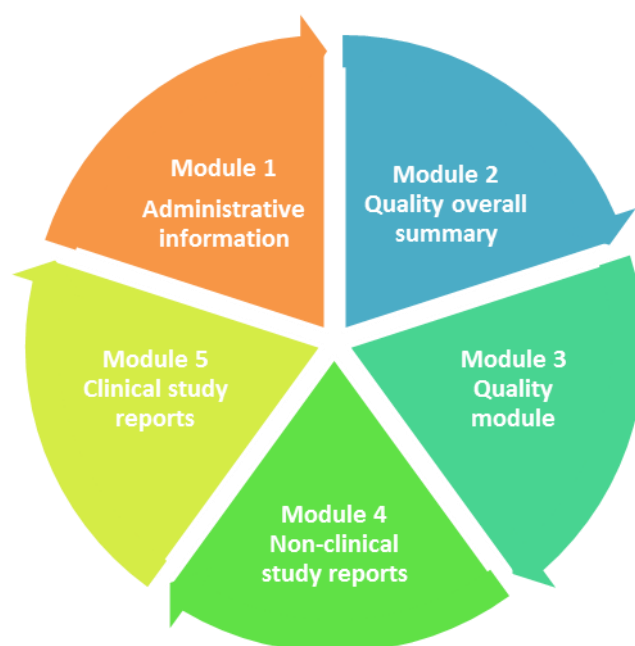 Module 1
Administrative
information
Module 2
Quality overall
summary
Module 3
Quality
module
Module 4
Non-clinical
study reports
Module 5
Clinical study
reports